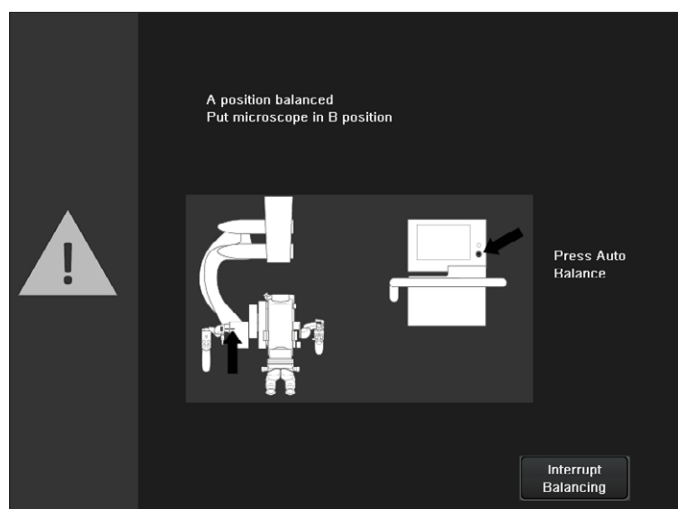 A position balanced
Put microscope in B position
Press Auto
Balance
Interrupt
Balancing